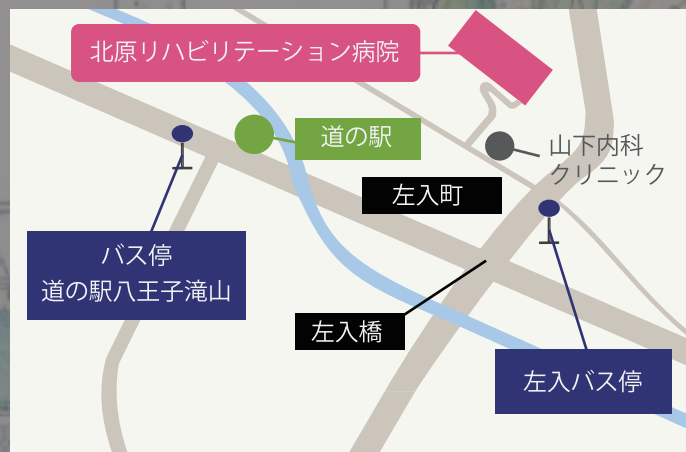 北原リハビリテーション病院
道の駅
山下内科
クリニック
左入町
バス停
道の駅八王子滝山
左入橋
左入バス停